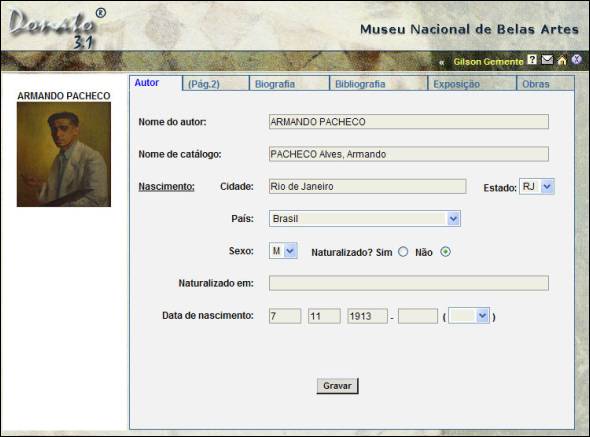 Donato ®
3.1
Museu Nacional de Belas Artes
« Gilson Gemente ?
ARMANDO PACHECO
Autor (Pág.2) Biografia Bibliografia Exposição Obras
Nome do autor: ARMANDO PACHECO
Nome de catálogo: PACHECO Alves, Armando
Nascimento: Cidade: Rio de Janeiro Estado: RJ
País: Brasil
Sexo: M Naturalizado? Sim Não
Naturalizado em:
Data de nascimento: 7 11 1913 - ( )
Gravar